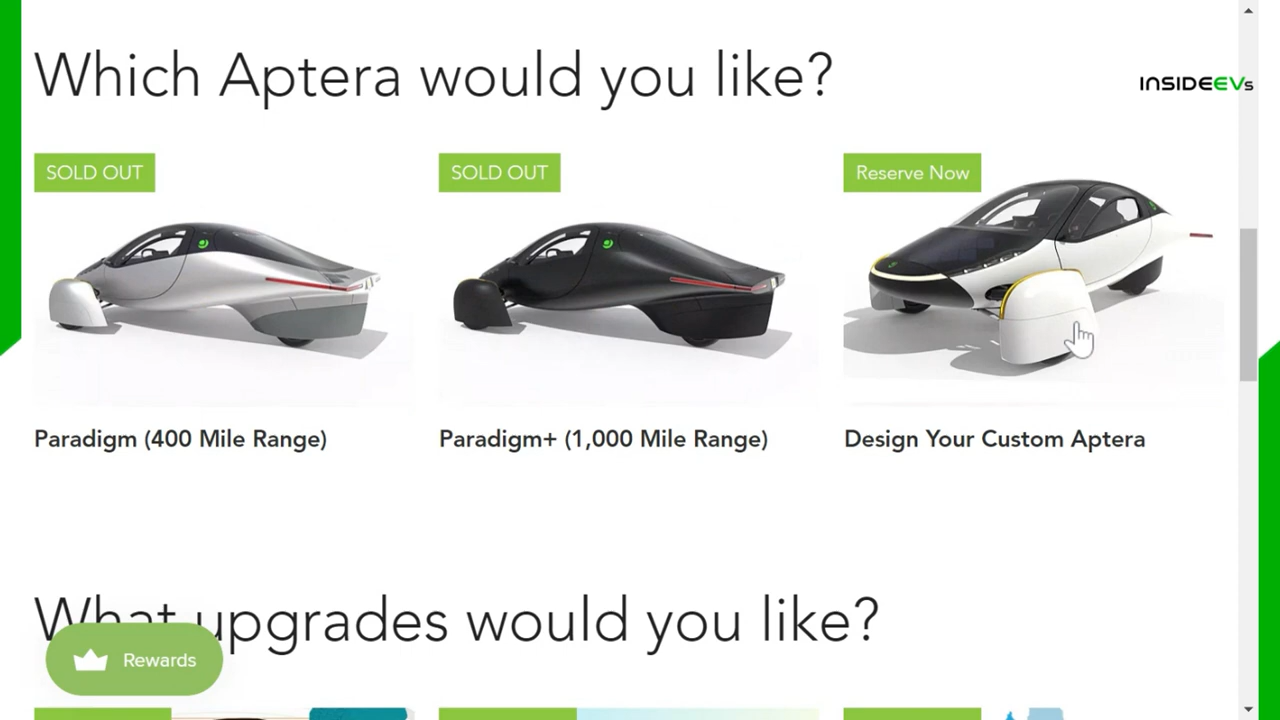 Which Aptera would you like?
INSIDEEVs
SOLD OUT
SOLD OUT
Reserve Now
Paradigm (400 Mile Range)
Paradigm+ (1,000 Mile Range)
Design Your Custom Aptera
What upgrades would you like?
Rewards